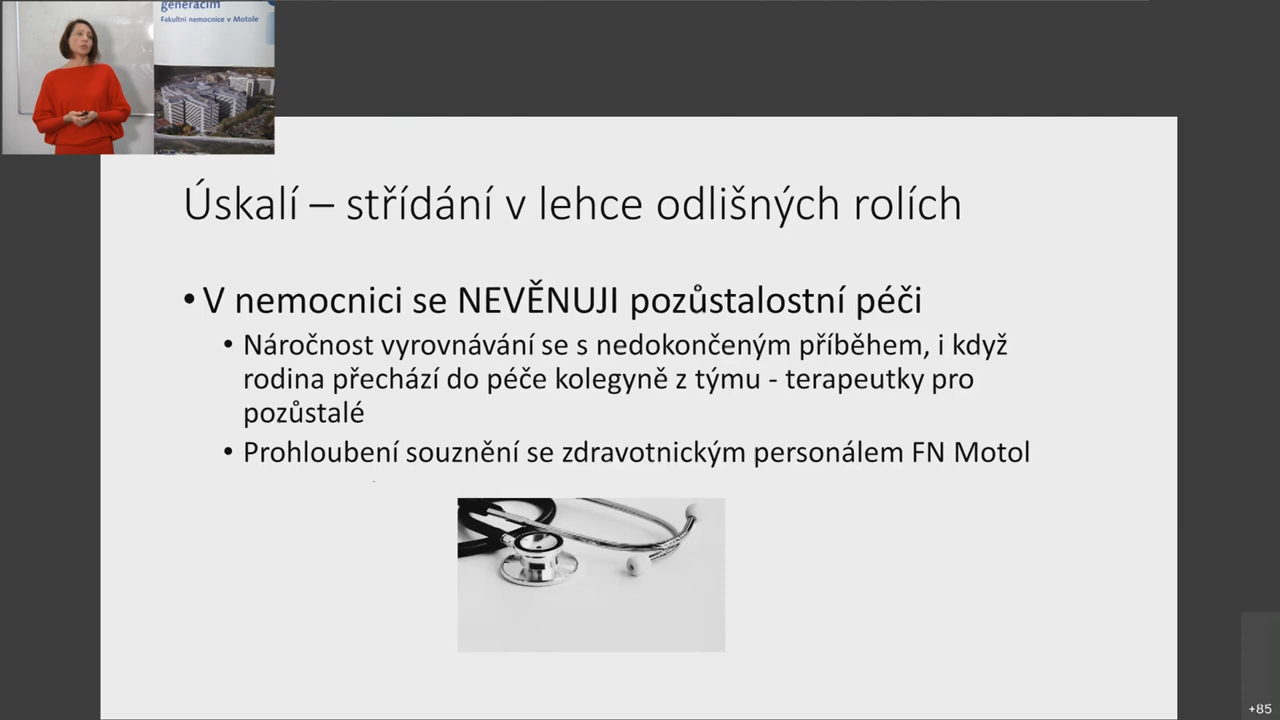 generacím
Fakultní nemocnice v Motole
Úskalí – střídání v lehce odlišných rolích
• V nemocnici se NEVĚNUJI pozůstalostní péči
• Náročnost vyrovnávání se s nedokončeným příběhem, i když
rodina přechází do péče kolegyně z týmu - terapeutky pro
pozůstalé
• Prohloubení souznění se zdravotnickým personálem FN Motol
+85